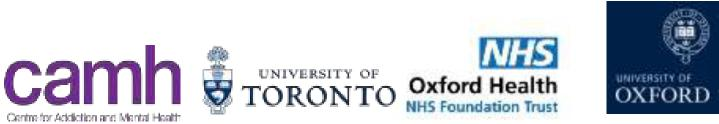 camh
Centre for Addiction and Mental Health
UNIVERSITY OF
TORONTO
NHS
Oxford Health
NHS Foundation Trust
UNIVERSITY OF
OXFORD